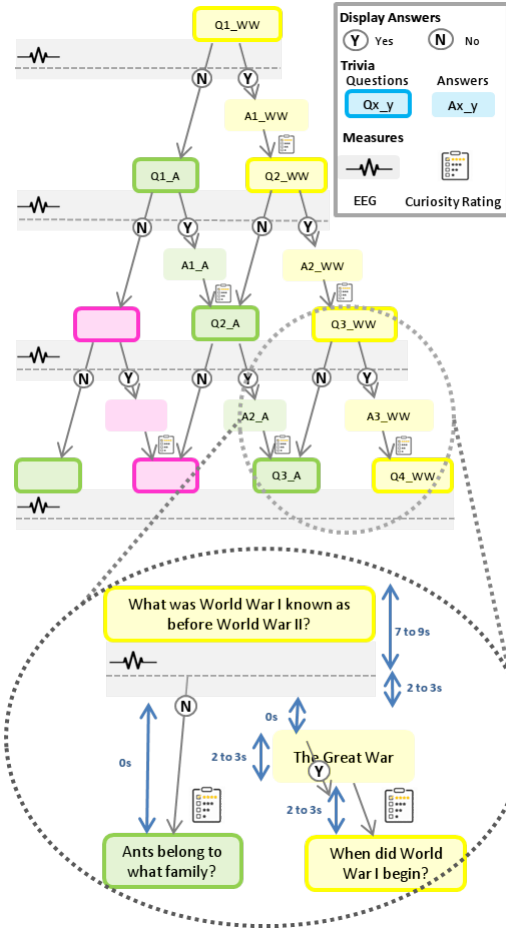 Q1_WW
Display Answers
Y Yes
N No
Trivia
Questions
Answers
Qx_y
Ax_y
Measures
EEG
Curiosity Rating
N
Y
A1_WW
Q1_A
Q2_WW
N
Y
N
Y
A1_A
A2_WW
Q2_A
Q3_WW
N
Y
N
Y
N
Y
A2_A
A3_WW
Q3_A
Q4_WW
What was World War I known as
before World War II?
7 to 9s
2 to 3s
N
0s
0s
2 to 3s
The Great War
Y
2 to 3s
Ants belong to
what family?
When did World
War I begin?